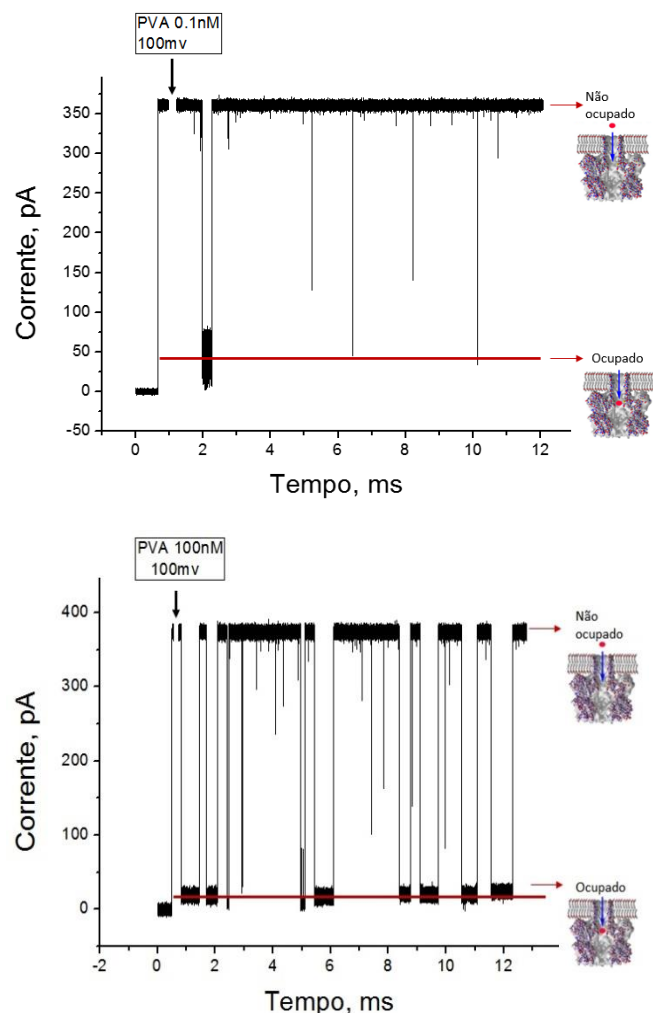 PVA 0.1nM
100mv
350
300
250
200
150
100
50
0
-50
Corrente, pA
0
2
4
6
8
10
12
Tempo, ms
Não
ocupado
Ocupado
PVA 100nM
100mv
400
300
200
100
0
Corrente, pA
-2
0
2
4
6
8
10
12
Tempo, ms
Não
ocupado
Ocupado